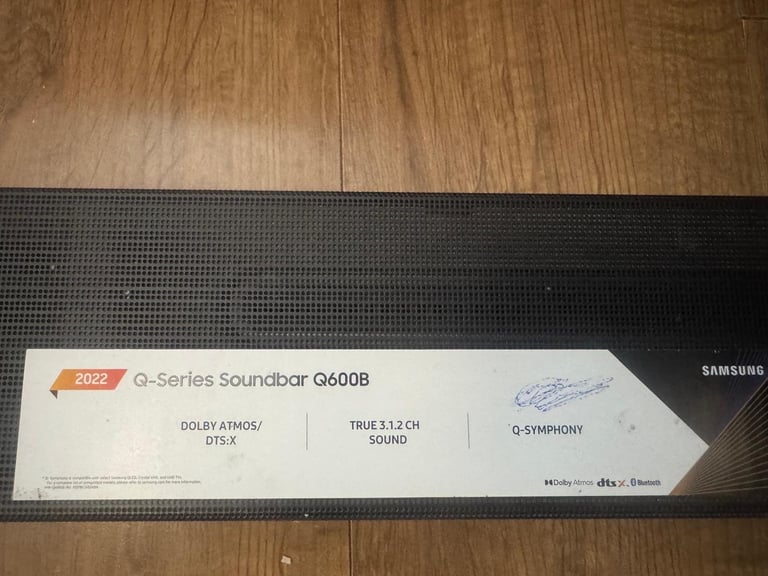 2022 Q-Series Soundbar Q600B
SAMSUNG
DOLBY ATMOS/
DTS:X
TRUE 3.1.2 CH
SOUND
Q-SYMPHONY
Dolby Atmos dts X Bluetooth